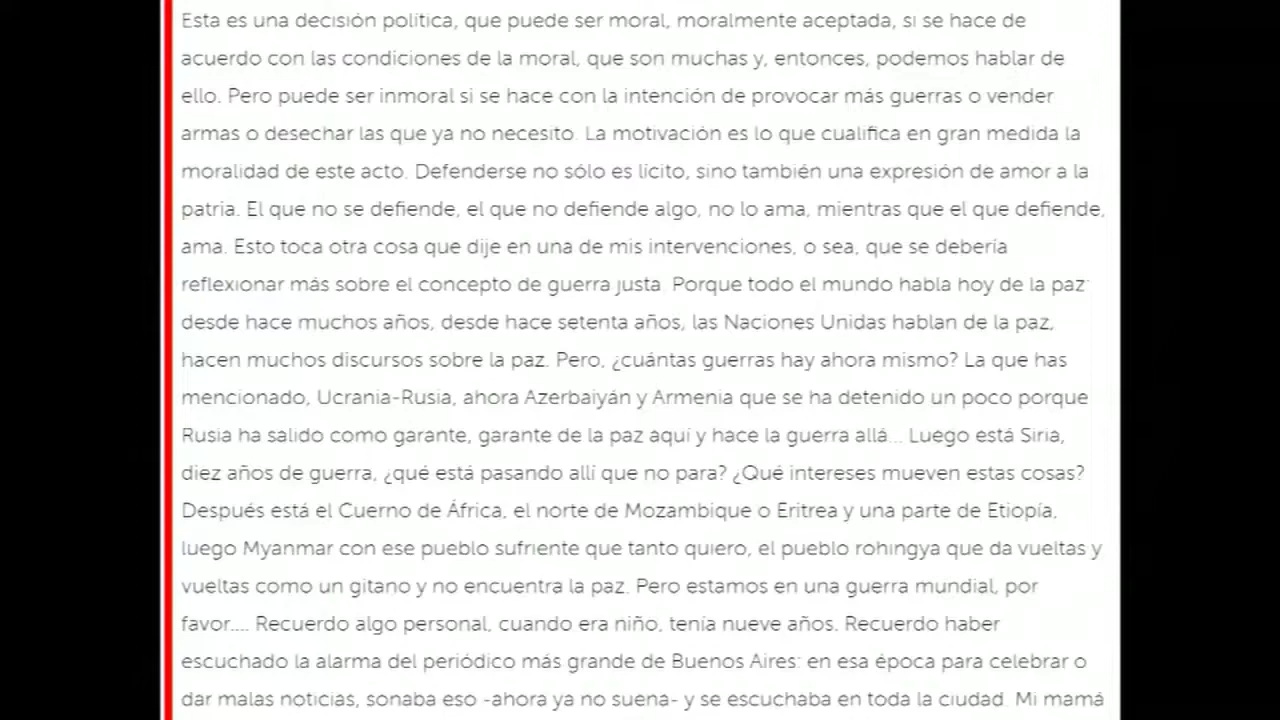 Esta es una decisión política, que puede ser moral, moralmente aceptada, si se hace de
acuerdo con las condiciones de la moral, que son muchas y, entonces, podemos hablar de
ello. Pero puede ser inmoral si se hace con la intención de provocar más guerras o vender
armas o desechar las que ya no necesito. La motivación es lo que cualifica en gran medida la
moralidad de este acto. Defenderse no sólo es lícito, sino también una expresión de amor a la
patria. El que no se defiende, el que no defiende algo, no lo ama, mientras que el que defiende,
ama. Esto toca otra cosa que dije en una de mis intervenciones, o sea, que se debería
reflexionar más sobre el concepto de guerra justa. Porque todo el mundo habla hoy de la paz:
desde hace muchos años, desde hace setenta años, las Naciones Unidas hablan de la paz,
hacen muchos discursos sobre la paz. Pero, ¿cuántas guerras hay ahora mismo? La que has
mencionado, Ucrania-Rusia, ahora Azerbaiyán y Armenia que se ha detenido un poco porque
Rusia ha salido como garante, garante de la paz aquí y hace la guerra allá... Luego está Siria,
diez años de guerra, ¿qué está pasando allí que no para? ¿Qué intereses mueven estas cosas?
Después está el Cuerno de África, el norte de Mozambique o Eritrea y una parte de Etiopía,
luego Myanmar con ese pueblo sufriente que tanto quiero, el pueblo rohingya que da vueltas y
vueltas como un gitano y no encuentra la paz. Pero estamos en una guerra mundial, por
favor.... Recuerdo algo personal, cuando era niño, tenía nueve años. Recuerdo haber
escuchado la alarma del periódico más grande de Buenos Aires: en esa época para celebrar o
dar malas noticias, sonaba eso -ahora ya no suena- y se escuchaba en toda la ciudad. Mi mamá